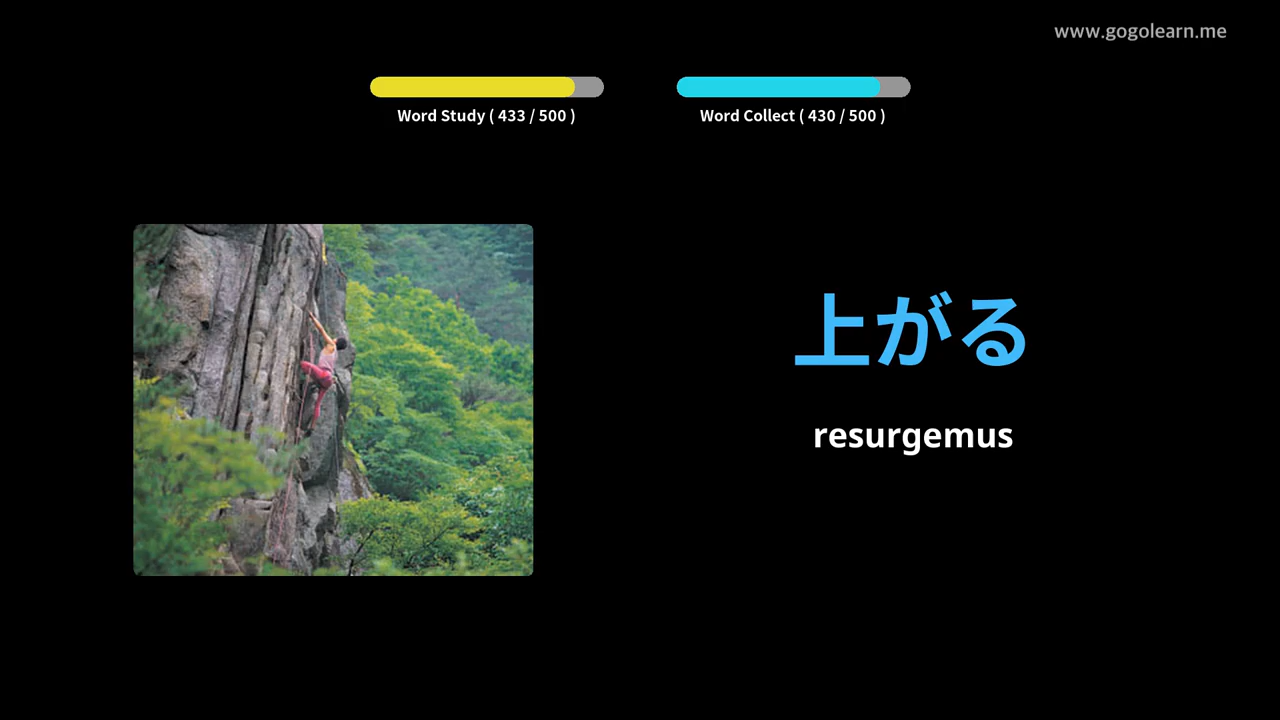 www.gogolearn.me
Word Study ( 433 / 500 )
Word Collect ( 430 / 500 )
上がる
resurgemus